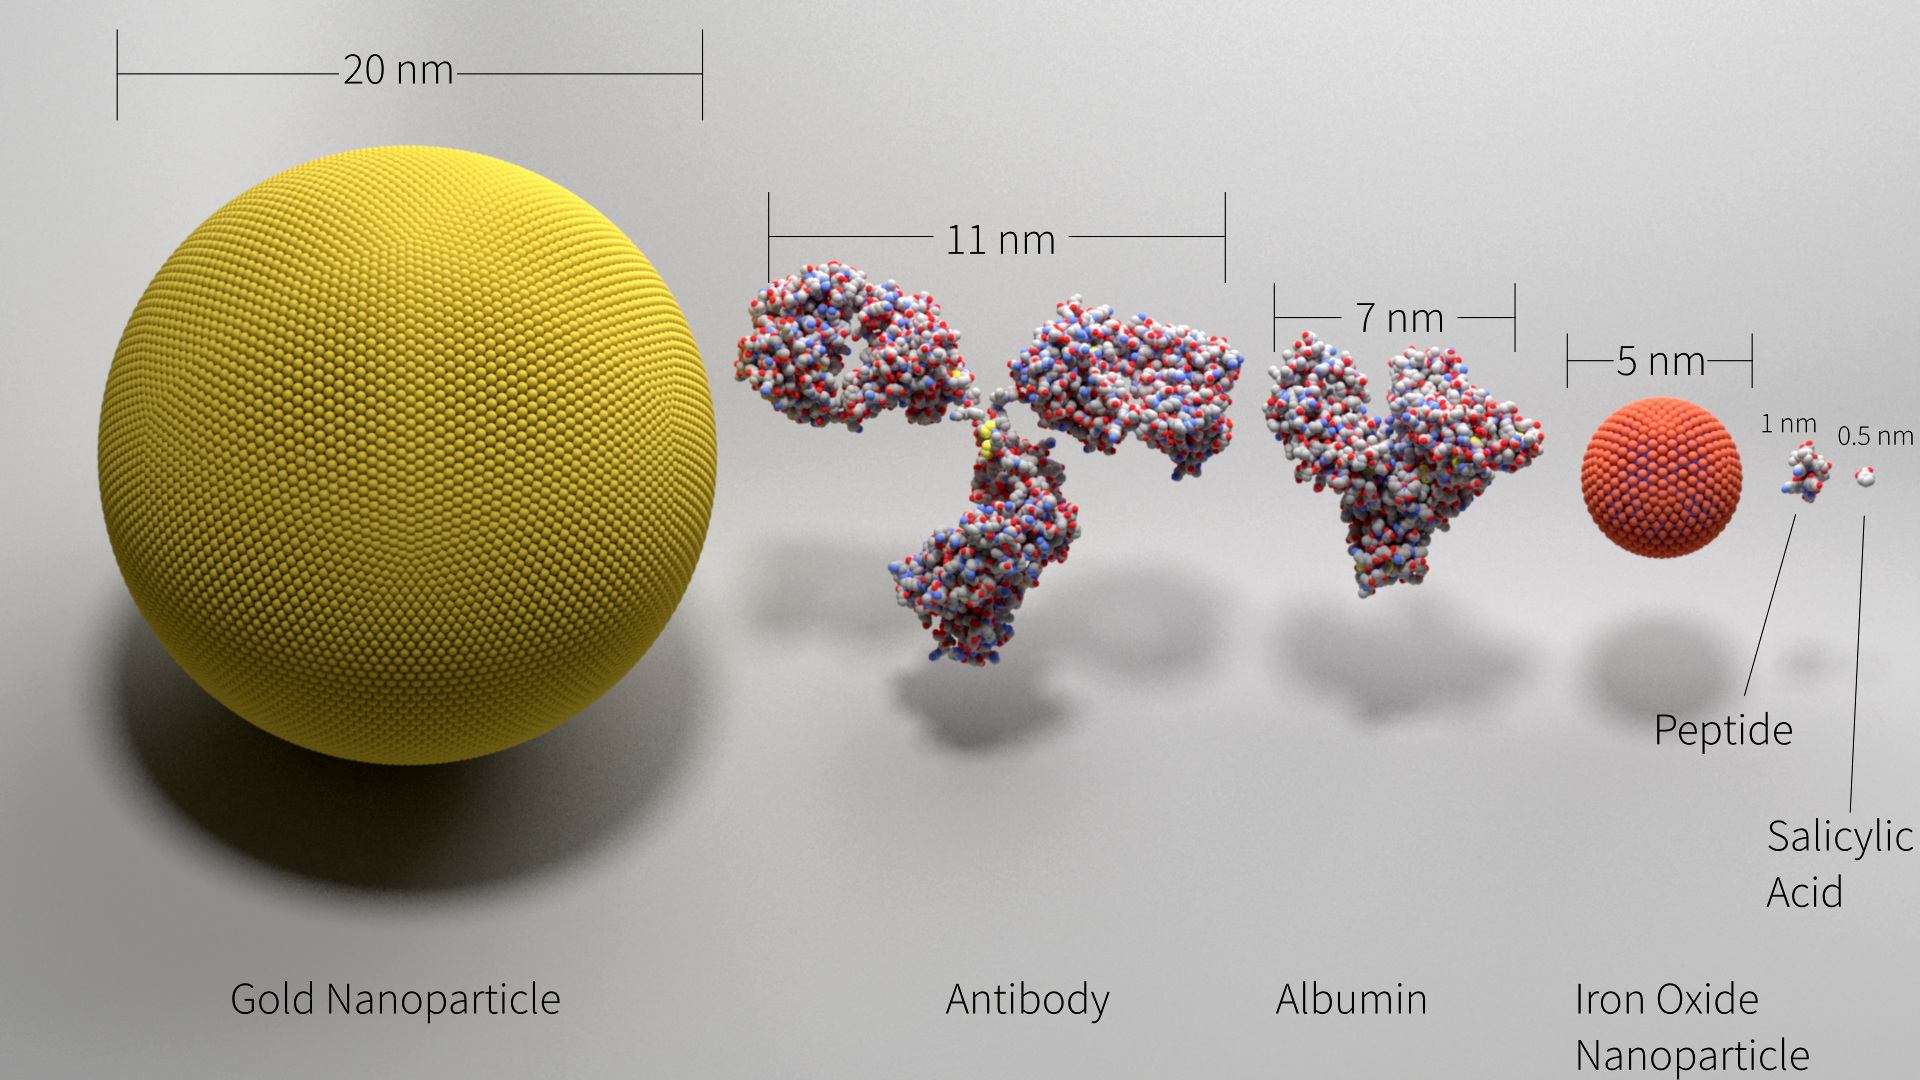 20 nm
11 nm
7 nm
5 nm
1 nm
0.5 nm
Peptide
Salicylic
Acid
Gold Nanoparticle
Antibody
Albumin
Iron Oxide
Nanoparticle